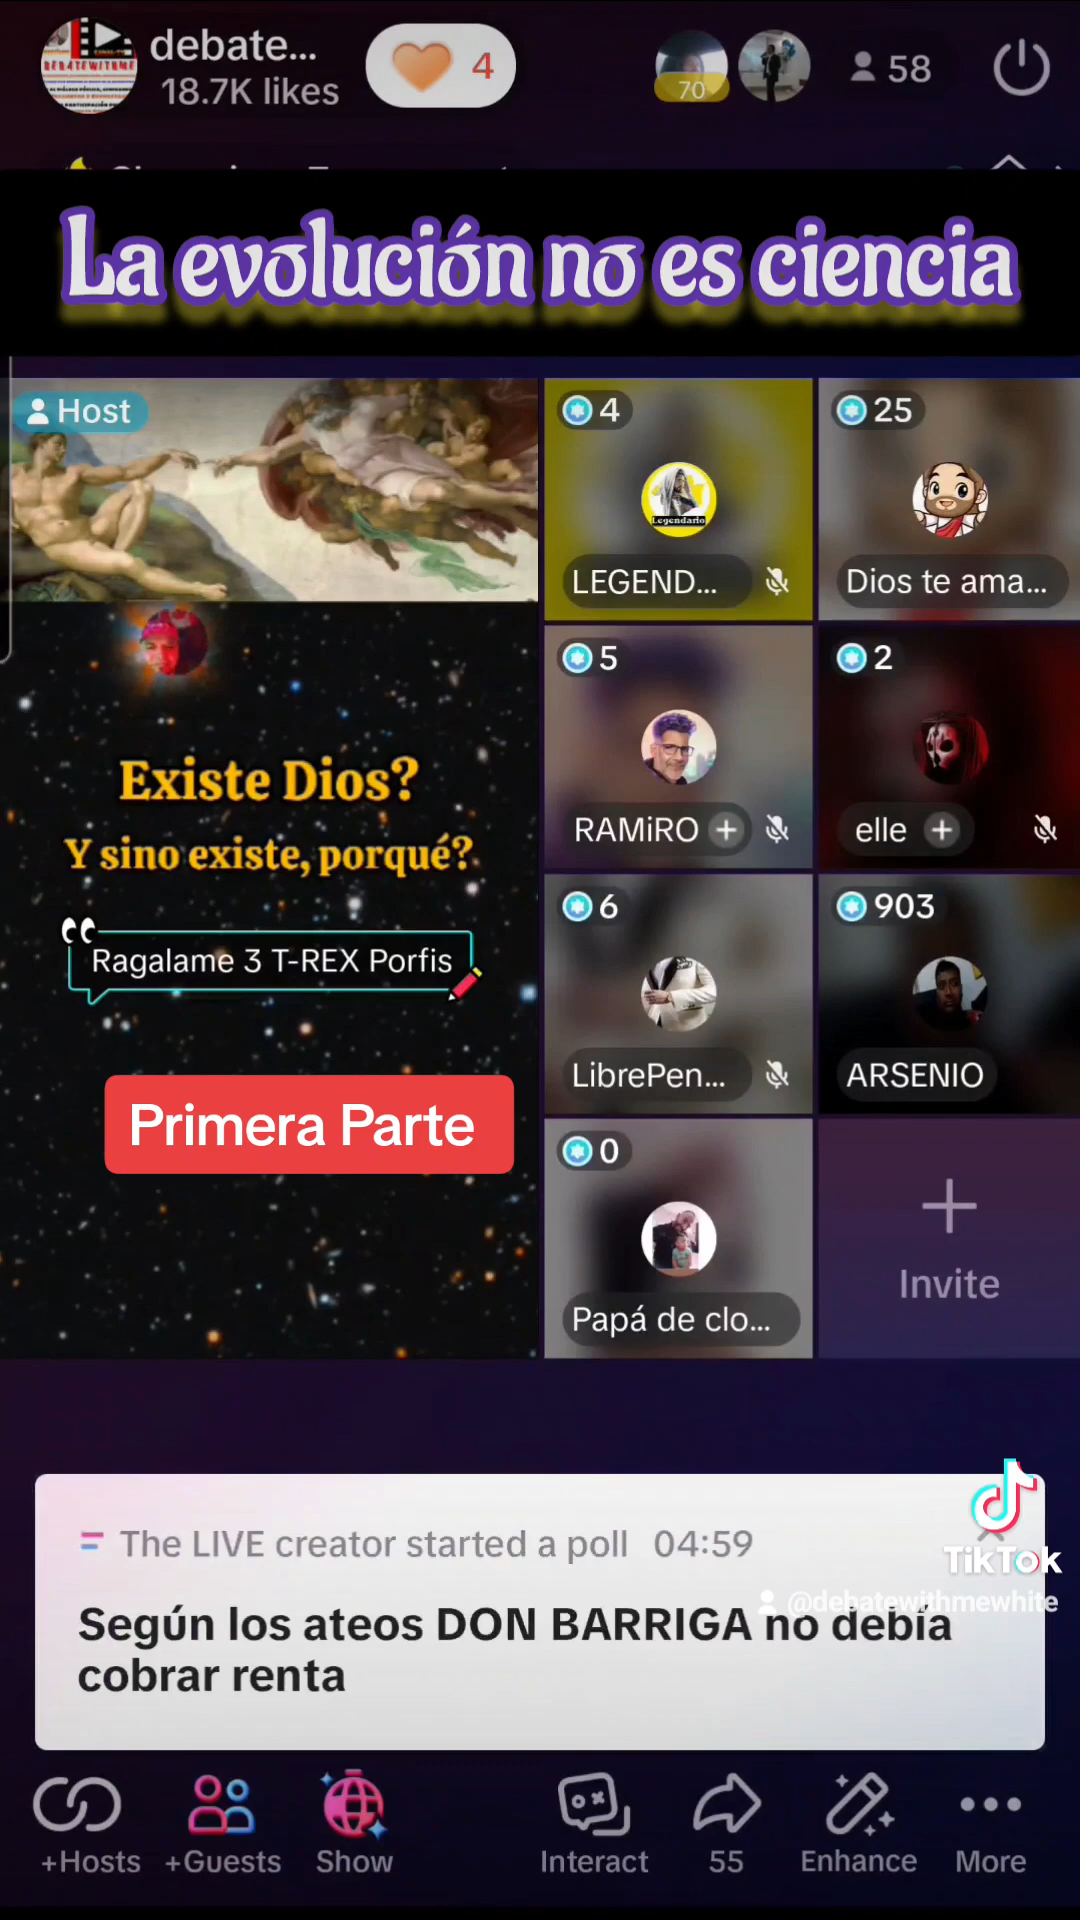 debate...
18.7K likes
4
70
58
DEBATEWITHME
La evolución no es ciencia
Host
4
Legendario
LEGEND...
25
Dios te ama...
5
RAMiRO
2
elle
Existe Dios?
Y sino existe, porqué?
Ragalame 3 T-REX Porfis
6
LibrePen...
903
ARSENIO
Primera Parte
0
Papá de clo...
Invite
The LIVE creator started a poll 04:59
TikTok
@debatewithmewhite
Según los ateos DON BARRIGA no debía
cobrar renta
+Hosts
+Guests
Show
Interact
55
Enhance
More